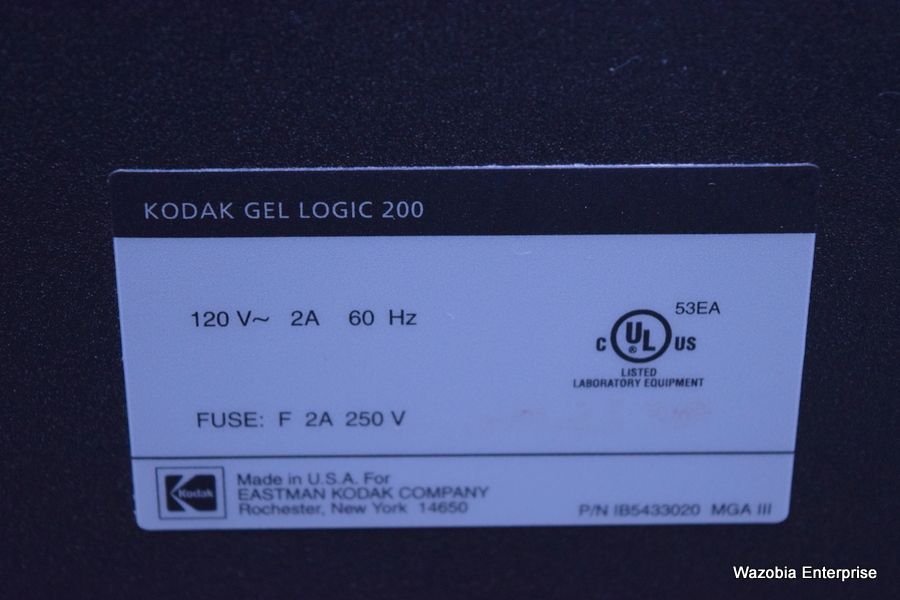 KODAK GEL LOGIC 200
120 V~ 2A 60 Hz
53EA
C UL ® US
LISTED
LABORATORY EQUIPMENT
FUSE: F 2A 250 V
Kodak
Made in U.S.A. For
EASTMAN KODAK COMPANY
Rochester, New York 14650
P/N IB5433020 MGA III
Wazobia Enterprise